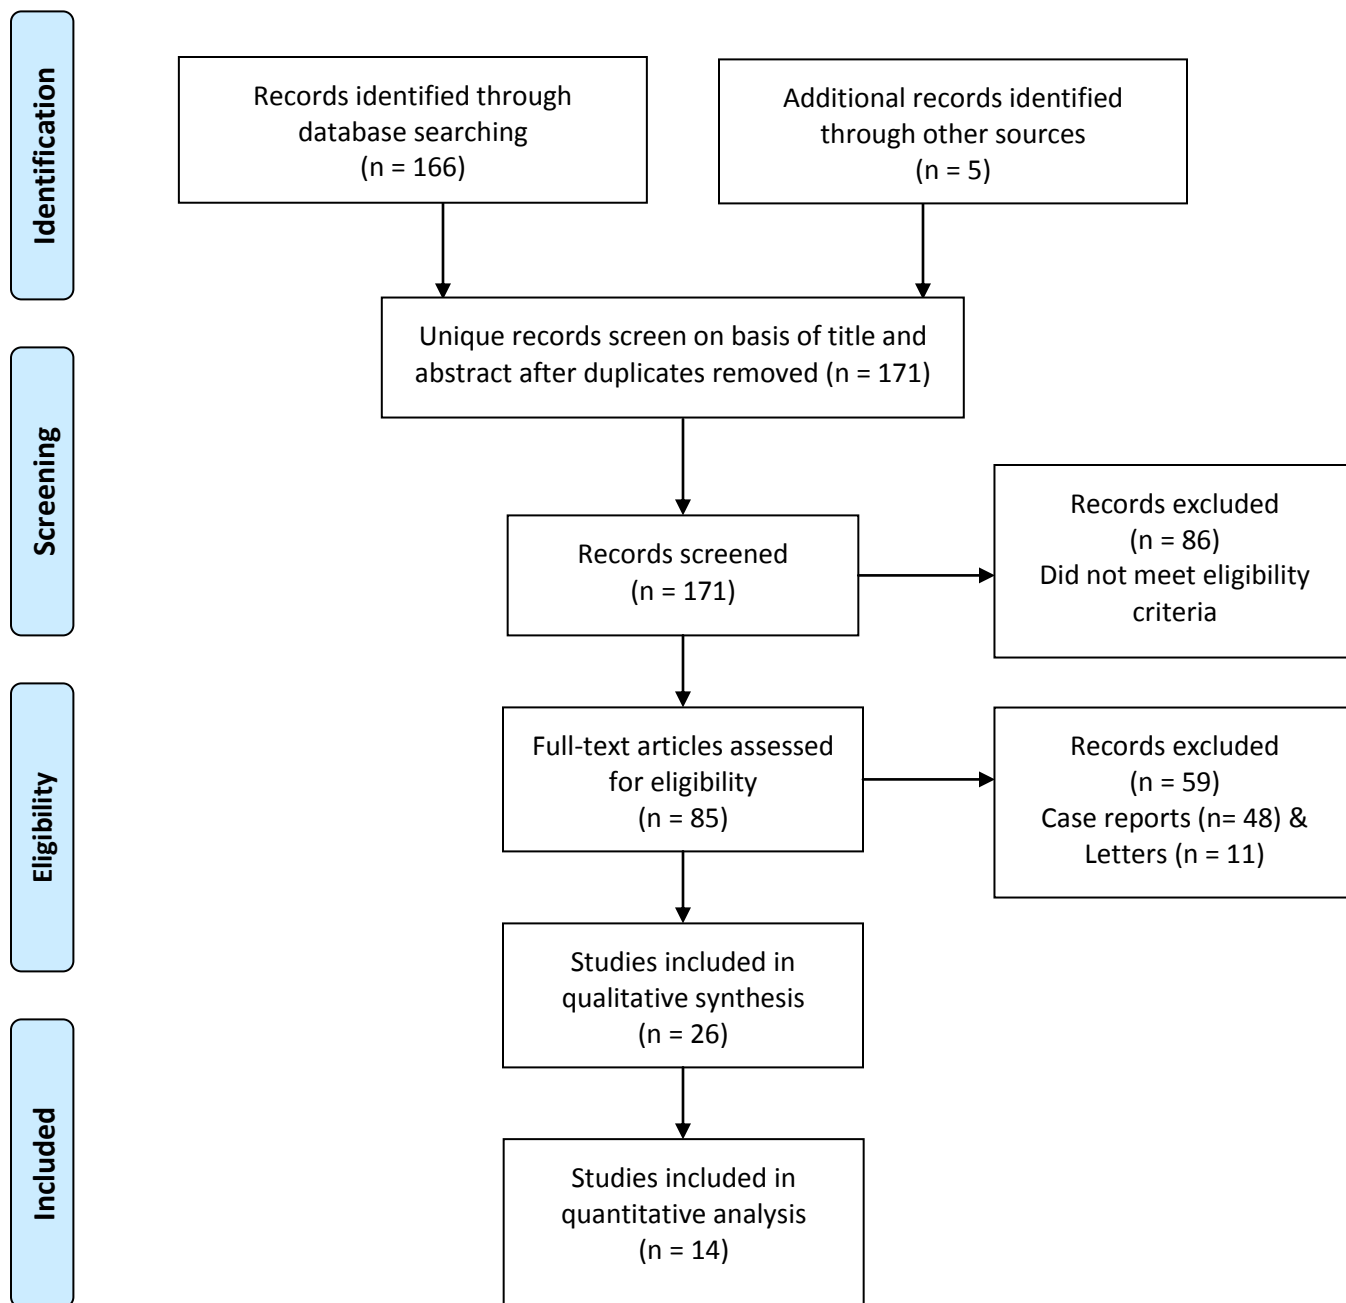 Identification
Records identified through
database searching
(n = 166)
Additional records identified
through other sources
(n = 5)
Unique records screen on basis of title and
abstract after duplicates removed (n = 171)
Screening
Records screened
(n = 171)
Records excluded
(n = 86)
Did not meet eligibility
criteria
Eligibility
Full-text articles assessed
for eligibility
(n = 85)
Records excluded
(n = 59)
Case reports (n= 48) &
Letters (n = 11)
Studies included in
qualitative synthesis
(n = 26)
Included
Studies included in
quantitative analysis
(n = 14)